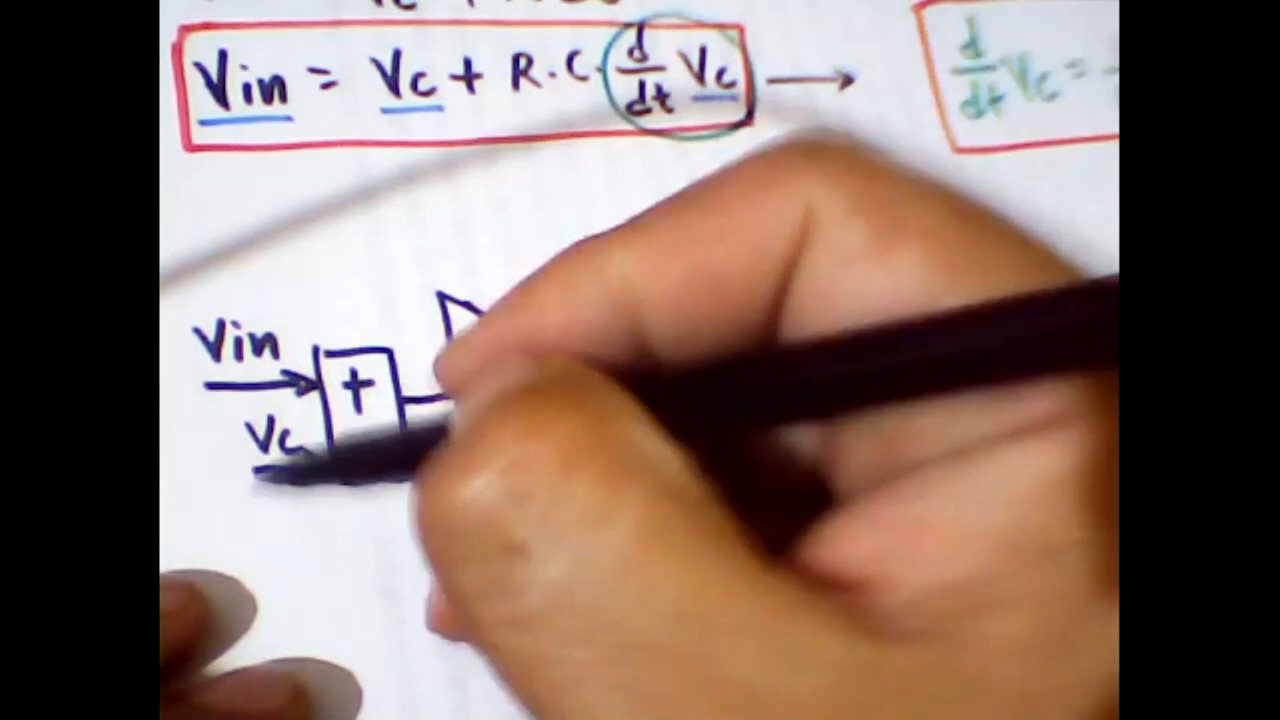 Vin = Vc + R.C. d/dt Vc → d/dt Vc =
Vin
+
Vc